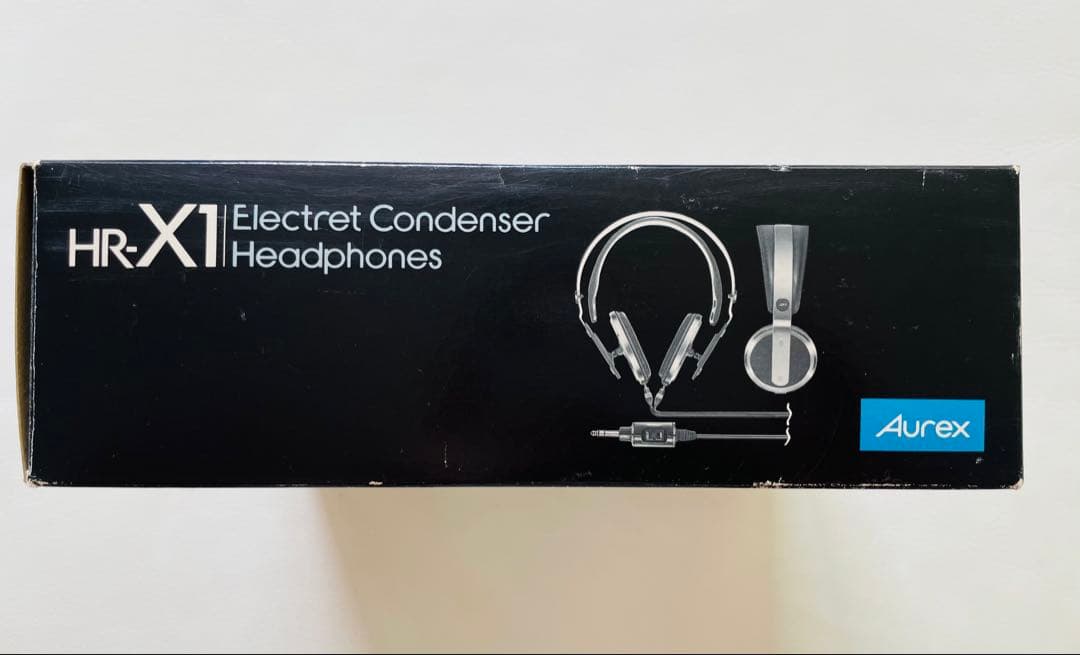 HR-X1
Electret Condenser
Headphones
Aurex